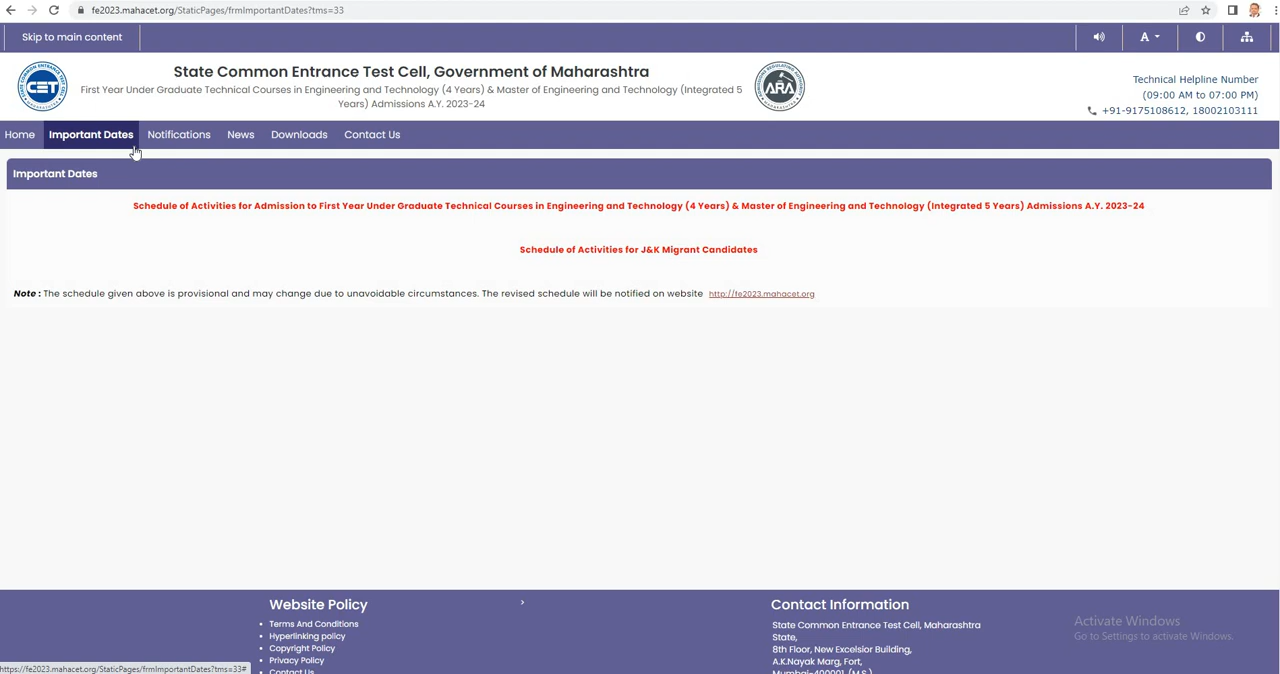 fe2023.mahacet.org/StaticPages/frmImportantDates?tms=33
Skip to main content
A
CET
State Common Entrance Test Cell, Government of Maharashtra
First Year Under Graduate Technical Courses in Engineering and Technology (4 Years) & Master of Engineering and Technology (Integrated 5
Years) Admissions A.Y. 2023-24
ARA
Technical Helpline Number
(09:00 AM to 07:00 PM)
+91-9175108612, 18002103111
Home Important Dates Notifications News Downloads Contact Us
Important Dates
Schedule of Activities for Admission to First Year Under Graduate Technical Courses in Engineering and Technology (4 Years) & Master of Engineering and Technology (Integrated 5 Years) Admissions A.Y. 2023-24
Schedule of Activities for J&K Migrant Candidates
Note : The schedule given above is provisional and may change due to unavoidable circumstances. The revised schedule will be notified on website http://fe2023.mahacet.org
Website Policy
Terms And Conditions
Hyperlinking policy
Copyright Policy
Privacy Policy
Contact Us
Contact Information
State Common Entrance Test Cell, Maharashtra
State,
8th Floor, New Excelsior Building,
A.K.Nayak Marg, Fort,
Mumbai-400001. (M.S.)
Activate Windows
Go to Settings to activate Windows.
https://fe2023.mahacet.org/StaticPages/frmImportantDates?tms=33#